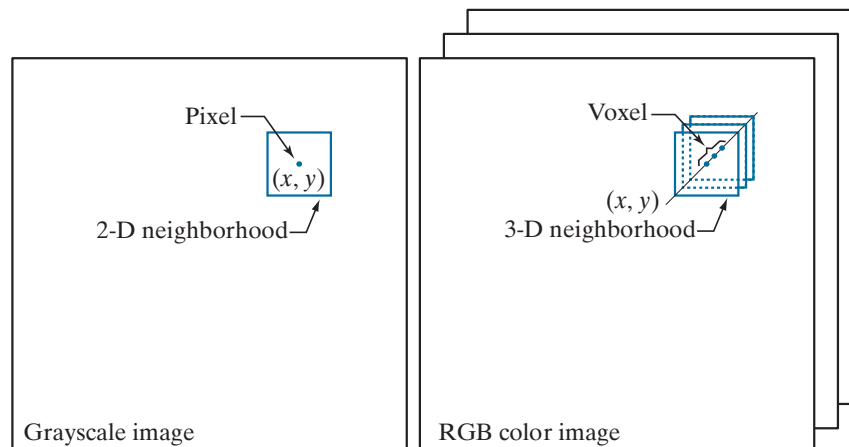 Pixel
(x, y)
2-D neighborhood
Grayscale image
Voxel
(x, y)
3-D neighborhood
RGB color image